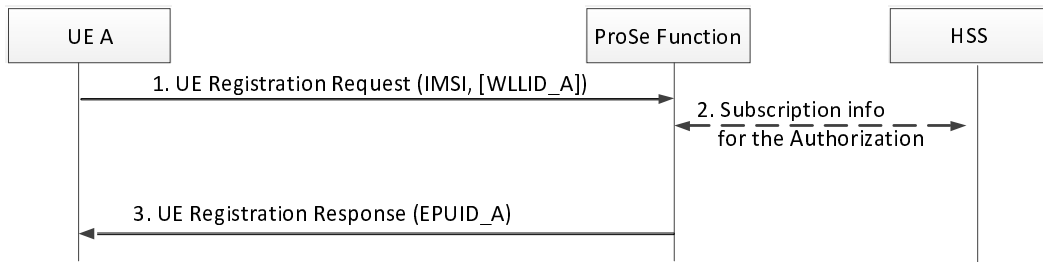 UE A
ProSe Function
HSS
1. UE Registration Request (IMSI, [WLLID_A])
2. Subscription info
for the Authorization
3. UE Registration Response (EPUID_A)